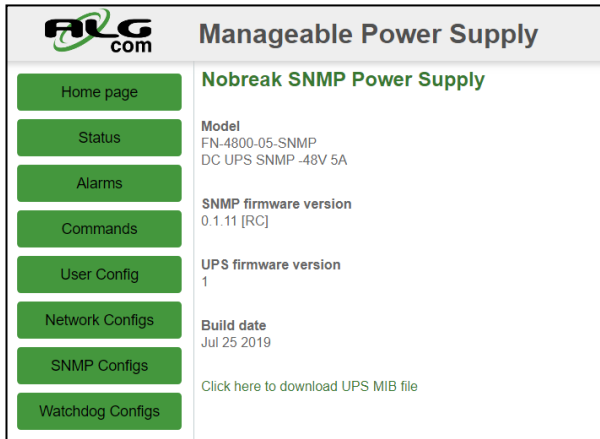 ALG
com
Manageable Power Supply
Home page
Status
Alarms
Commands
User Config
Network Configs
SNMP Configs
Watchdog Configs
Nobreak SNMP Power Supply
Model
FN-4800-05-SNMP
DC UPS SNMP -48V 5A
SNMP firmware version
0.1.11 [RC]
UPS firmware version
1
Build date
Jul 25 2019
Click here to download UPS MIB file